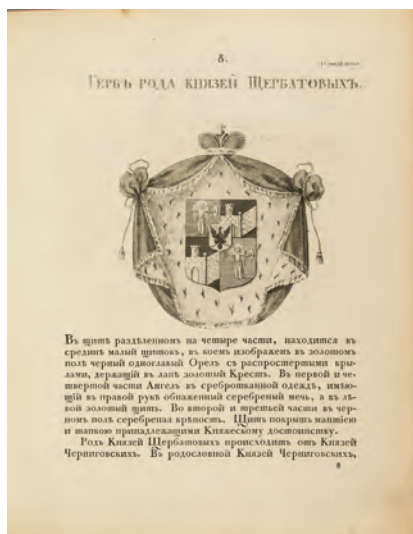 8.
ГЕРБЪ РОДА КНЯЗЕЙ ЩЕРБАТОВЫХЪ.
Въ щитѣ раздѣленномъ на четыре части, находится въ
срединѣ малый щитокъ, въ коемъ изображенъ въ золотомъ
полѣ черный одноглавый Орелъ съ распростертыми кры-
лами, держащій въ лапѣ золотый Крестъ. Въ первой и че-
твертой части Ангелъ въ сребротканной одеждѣ, имѣю-
щій въ правой рукѣ обнаженный серебреный мечь, а въ лѣ-
вой золотый щитъ. Во второй и третьей части въ чер-
номъ полѣ серебреная крѣпость. Щитъ покрытъ мантіею
и шапкою принадлежащими Княжескому достоинству.
Родъ Князей Щербатовыхъ происходитъ отъ Князей
Черниговскихъ. Въ родословной Князей Черниговскихъ,
8